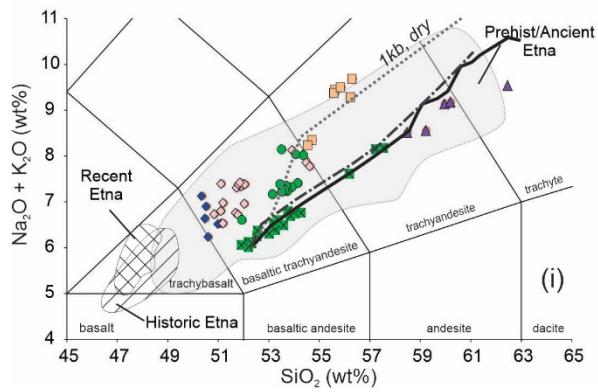 11
10
9
8
7
6
5
4
Na₂O + K₂O (wt%)
1kb, dry
Prehist/Ancient
Etna
Recent
Etna
Historic Etna
trachybasalt
basaltic trachyandesite
trachyandesite
trachyte
basalt
basaltic andesite
andesite
dacite
(i)
45 47 49 51 53 55 57 59 61 63 65
SiO₂ (wt%)